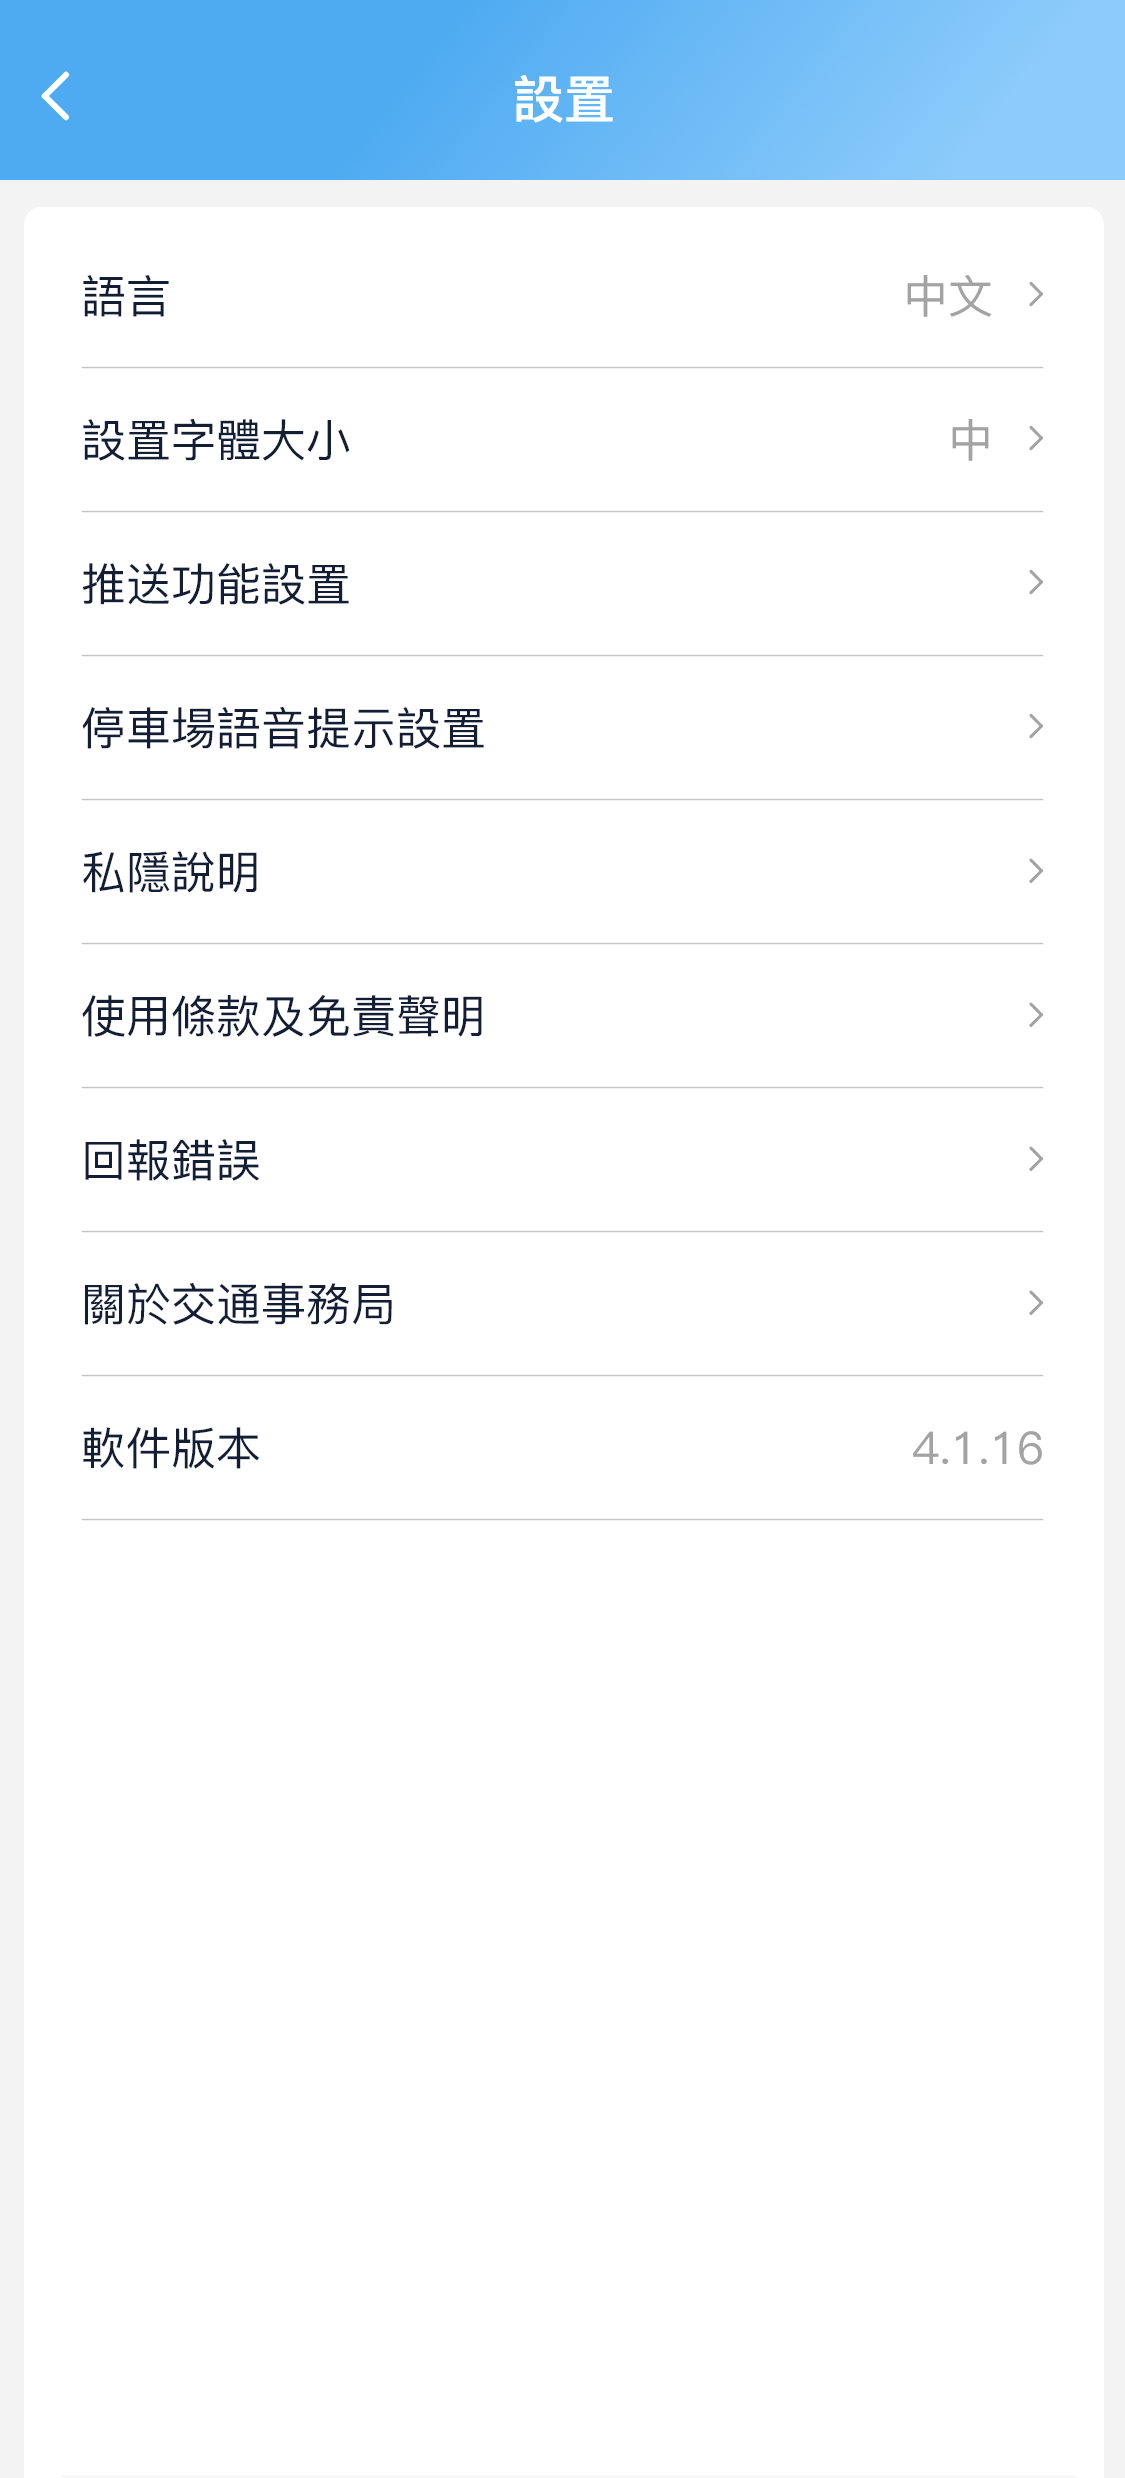 設置
語言 中文
設置字體大小 中
推送功能設置
停車場語音提示設置
私隱說明
使用條款及免責聲明
回報錯誤
關於交通事務局
軟件版本 4.1.16